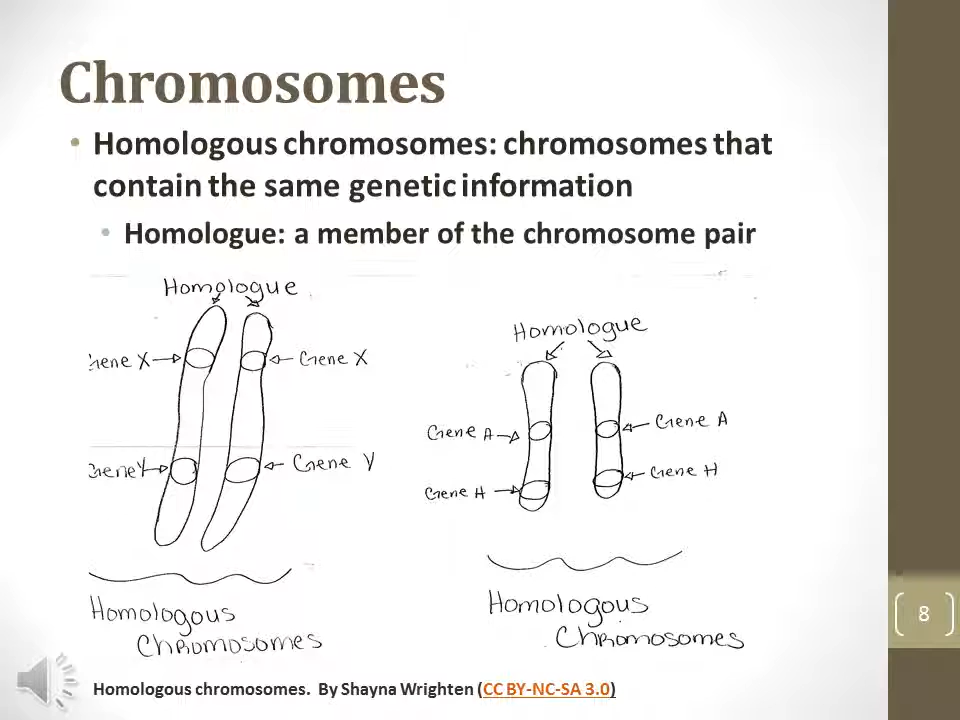 Chromosomes
• Homologous chromosomes: chromosomes that
contain the same genetic information
• Homologue: a member of the chromosome pair
Homologue
Gene X
Gene X
Gene Y
Gene Y
Homologous
Chromosomes
Homologue
Gene A
Gene A
Gene H
Gene H
Homologous
Chromosomes
8
Homologous chromosomes. By Shayna Wrighten (CC BY-NC-SA 3.0)